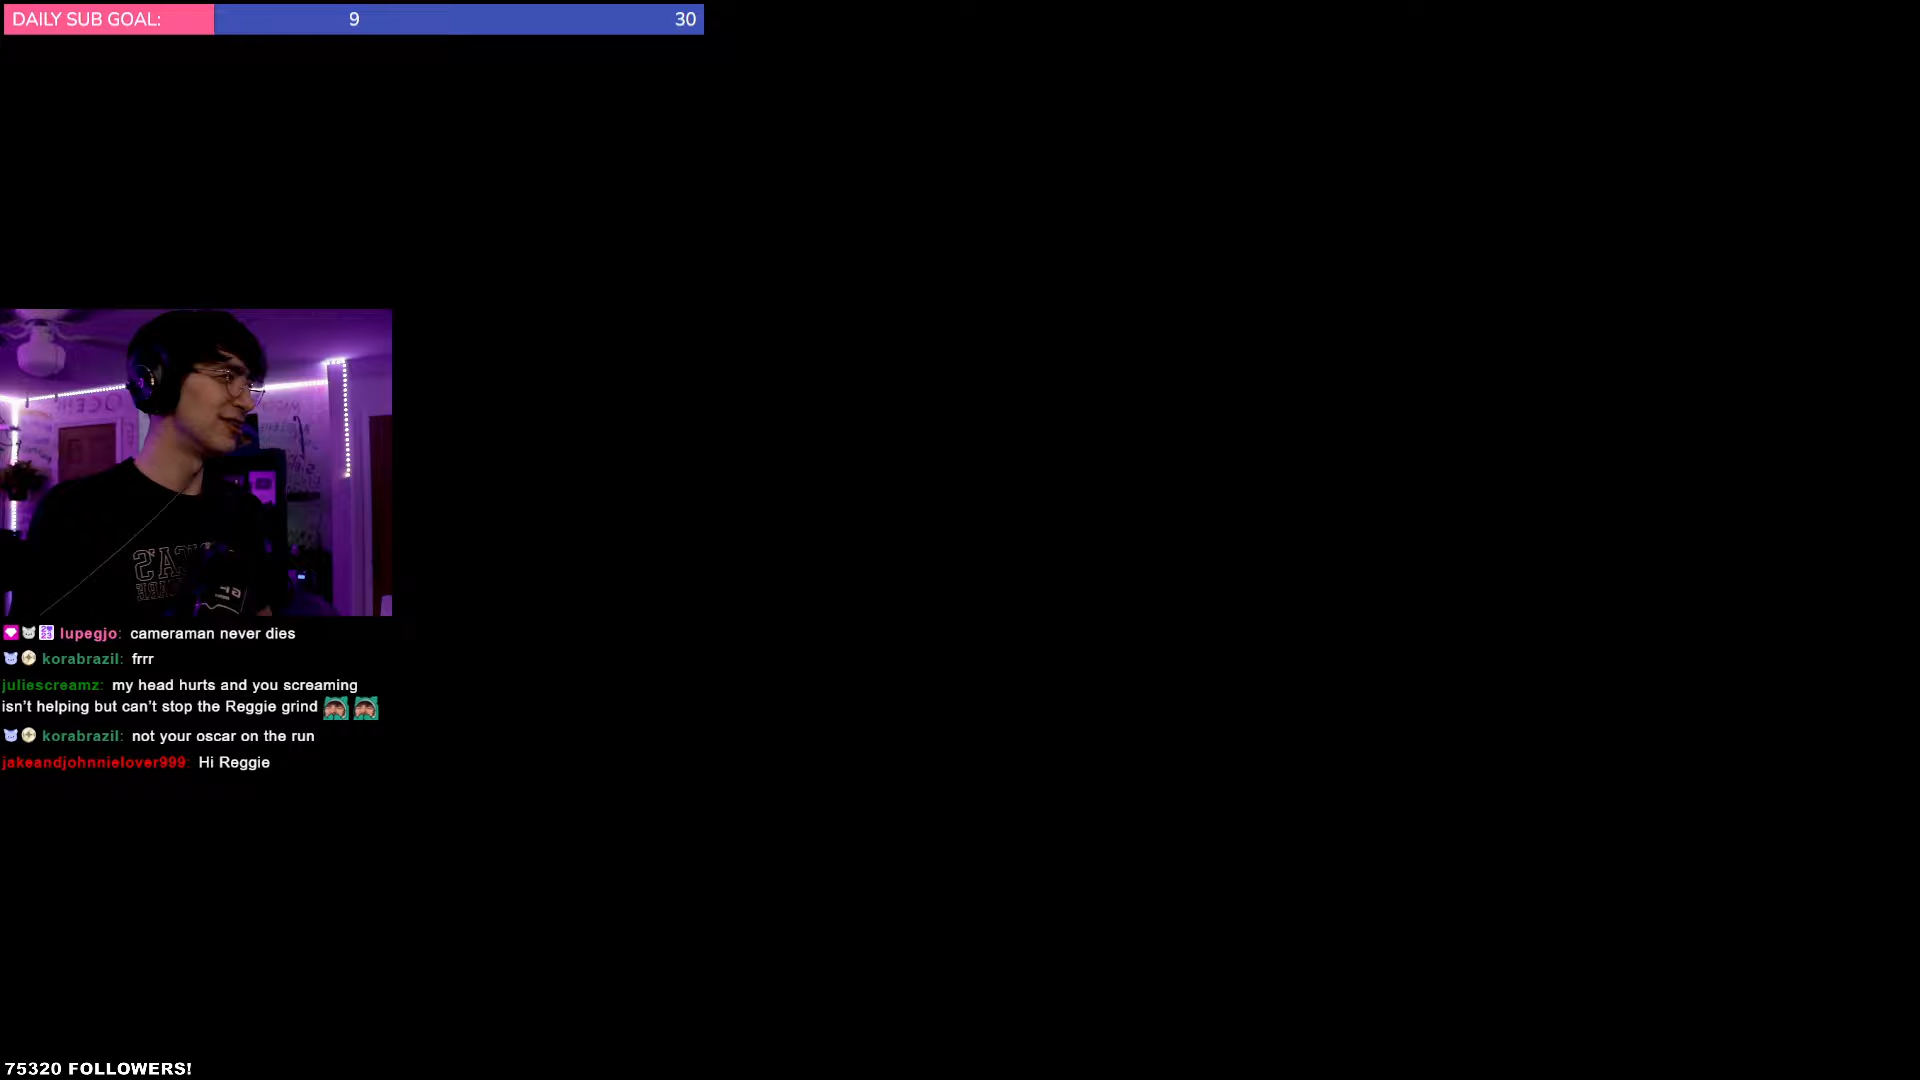 DAILY SUB GOAL: 9 30
lupegjo: cameraman never dies
korabrazil: frrr
juliescreamz: my head hurts and you screaming
isn't helping but can't stop the Reggie grind
korabrazil: not your oscar on the run
jakeandjohnnielover999: Hi Reggie
75320 FOLLOWERS!